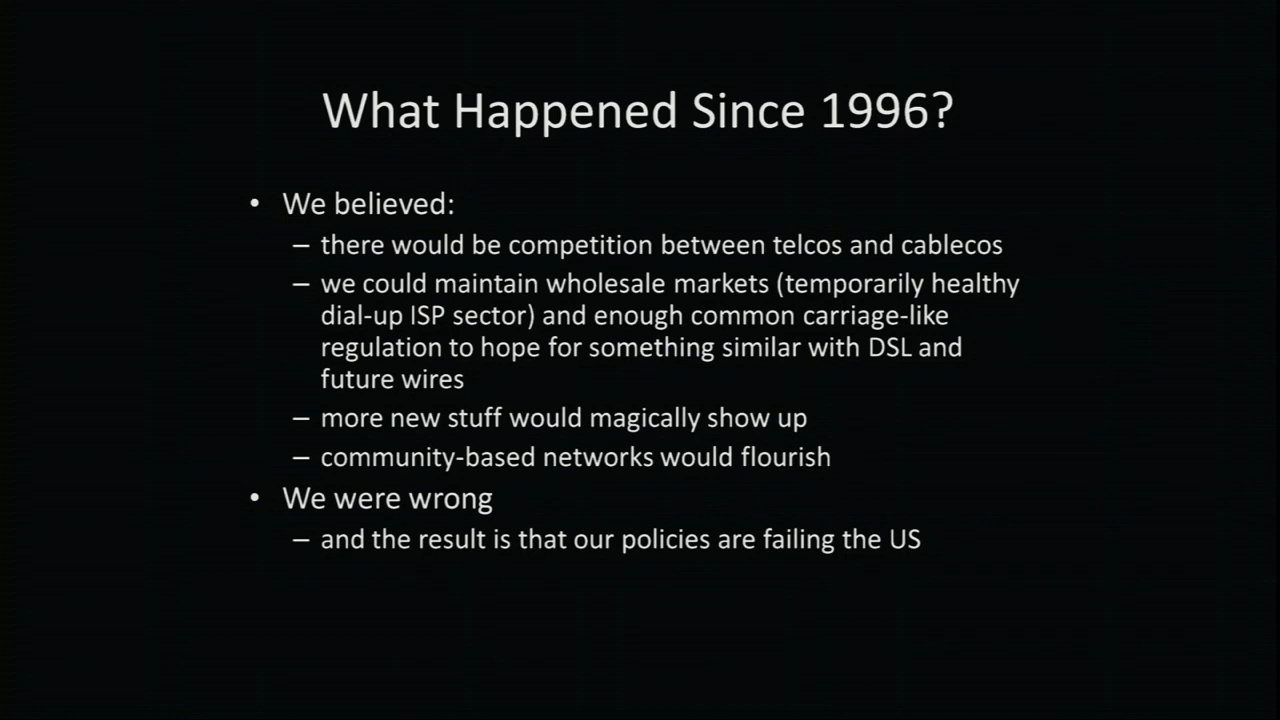 What Happened Since 1996?
• We believed:
– there would be competition between telcos and cablecos
– we could maintain wholesale markets (temporarily healthy
dial-up ISP sector) and enough common carriage-like
regulation to hope for something similar with DSL and
future wires
– more new stuff would magically show up
– community-based networks would flourish
• We were wrong
– and the result is that our policies are failing the US